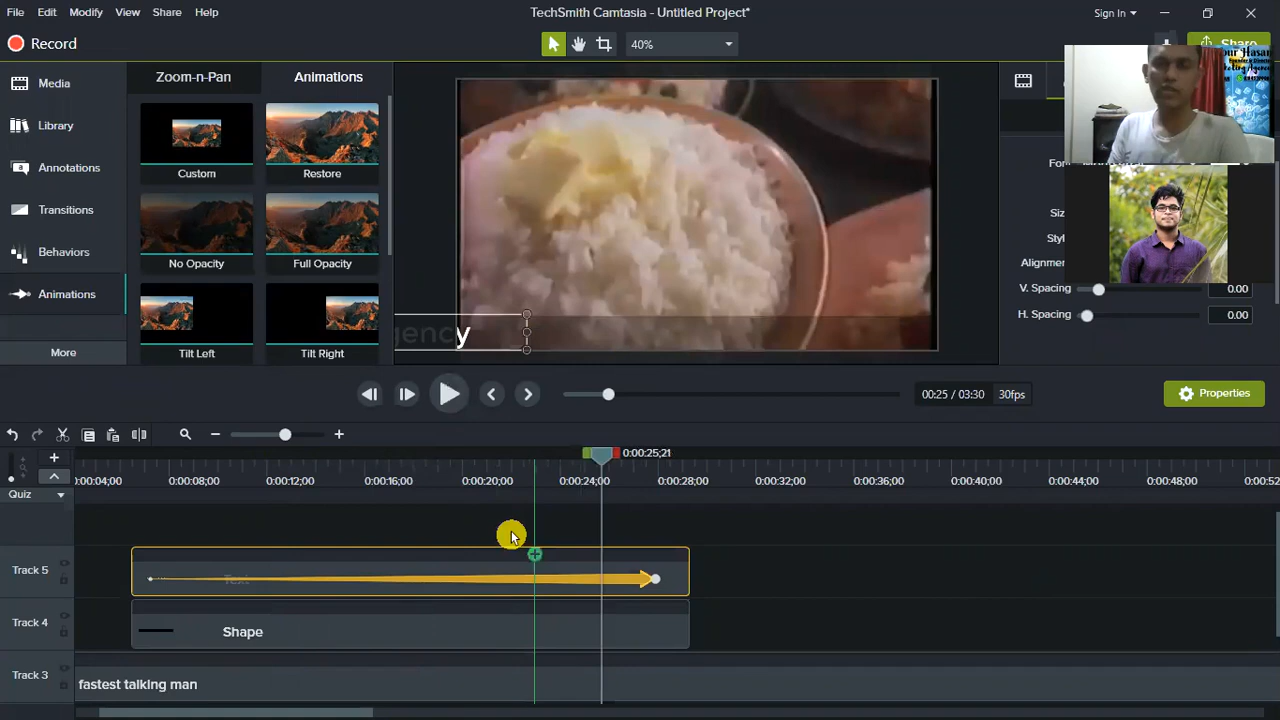 File Edit Modify View Share Help
TechSmith Camtasia - Untitled Project*
Sign In
Record
40%
Share
our Hasan
Media
Library
Annotations
Transitions
Behaviors
Animations
More
Zoom-n-Pan Animations
Custom Restore
No Opacity Full Opacity
Tilt Left Tilt Right
gency
Alignment
V. Spacing 0.00
H. Spacing 0.00
00:25 / 03:30 30fps
Properties
0:00:25;21
Quiz
0:00:04;00 0:00:08;00 0:00:12;00 0:00:16;00 0:00:20;00 0:00:24;00 0:00:28;00 0:00:32;00 0:00:36;00 0:00:40;00 0:00:44;00 0:00:48;00 0:00:52
Track 5
Text
Track 4
Shape
Track 3
fastest talking man